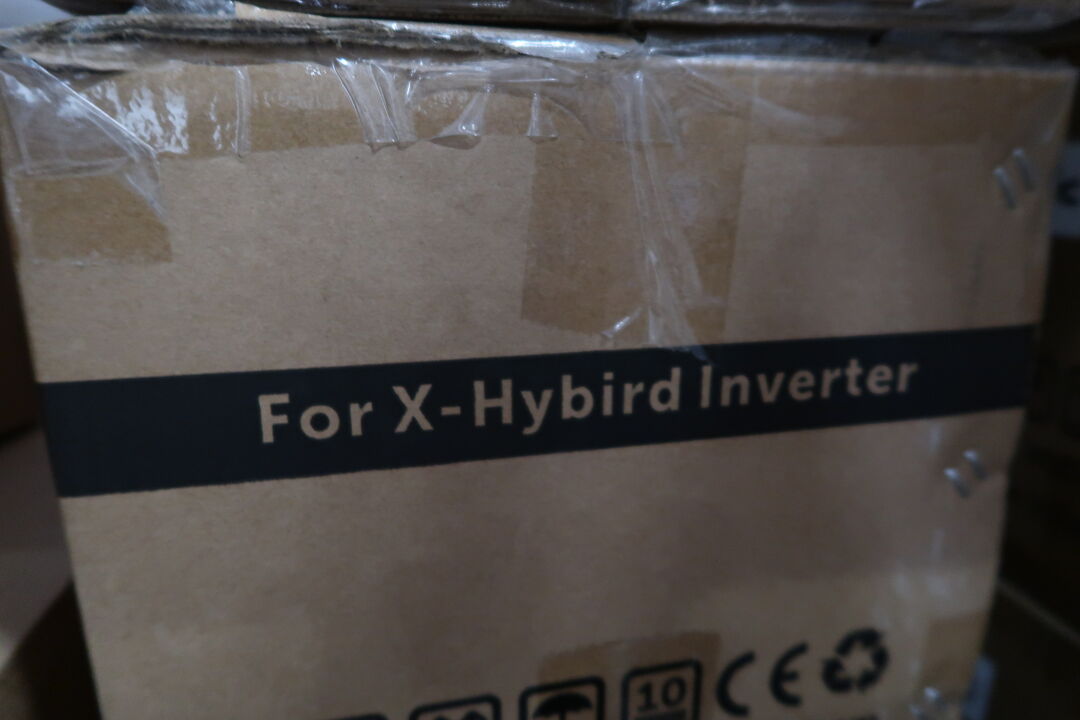 For X-Hybird Inverter
10 CE